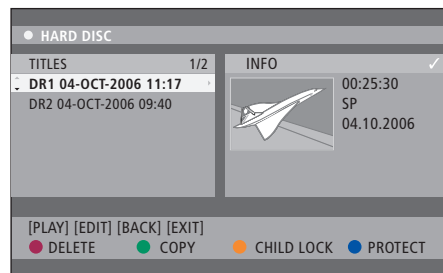 HARD DISC
TITLES 1/2
DR1 04-OCT-2006 11:17
DR2 04-OCT-2006 09:40
INFO
00:25:30
SP
04.10.2006
[PLAY] [EDIT] [BACK] [EXIT]
DELETE COPY CHILD LOCK PROTECT